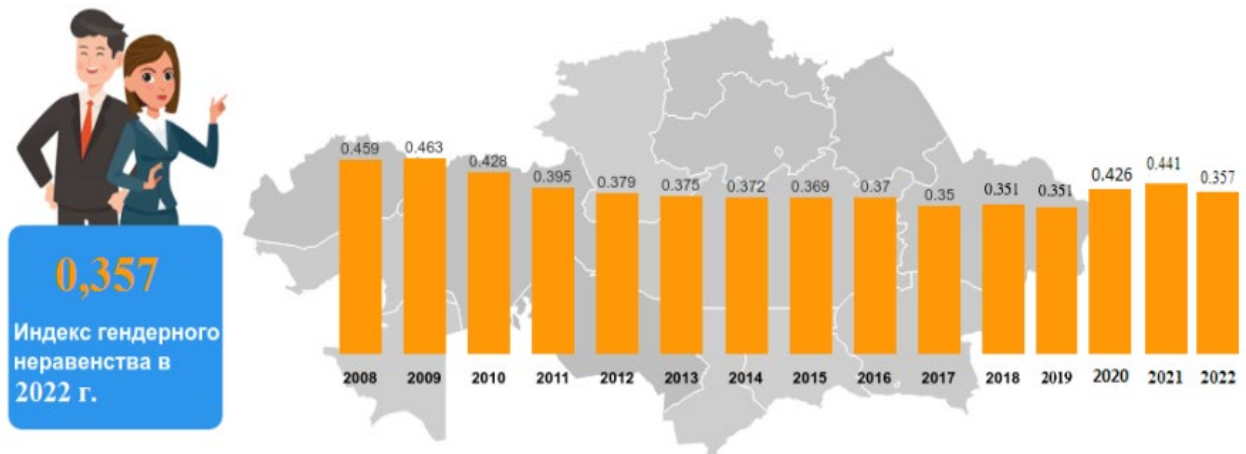 0,357
Индекс гендерного
неравенства в
2022 г.
0.459 0.463 0.428 0.395 0.379 0.375 0.372 0.369 0.37 0.35 0.351 0.351 0.426 0.441 0.357
2008 2009 2010 2011 2012 2013 2014 2015 2016 2017 2018 2019 2020 2021 2022